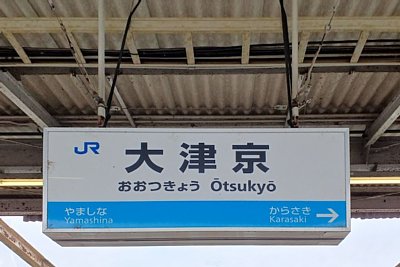 JR 大津京
おおつきょう Ōtsukyō
やましな からさき →
Yamashina Karasaki